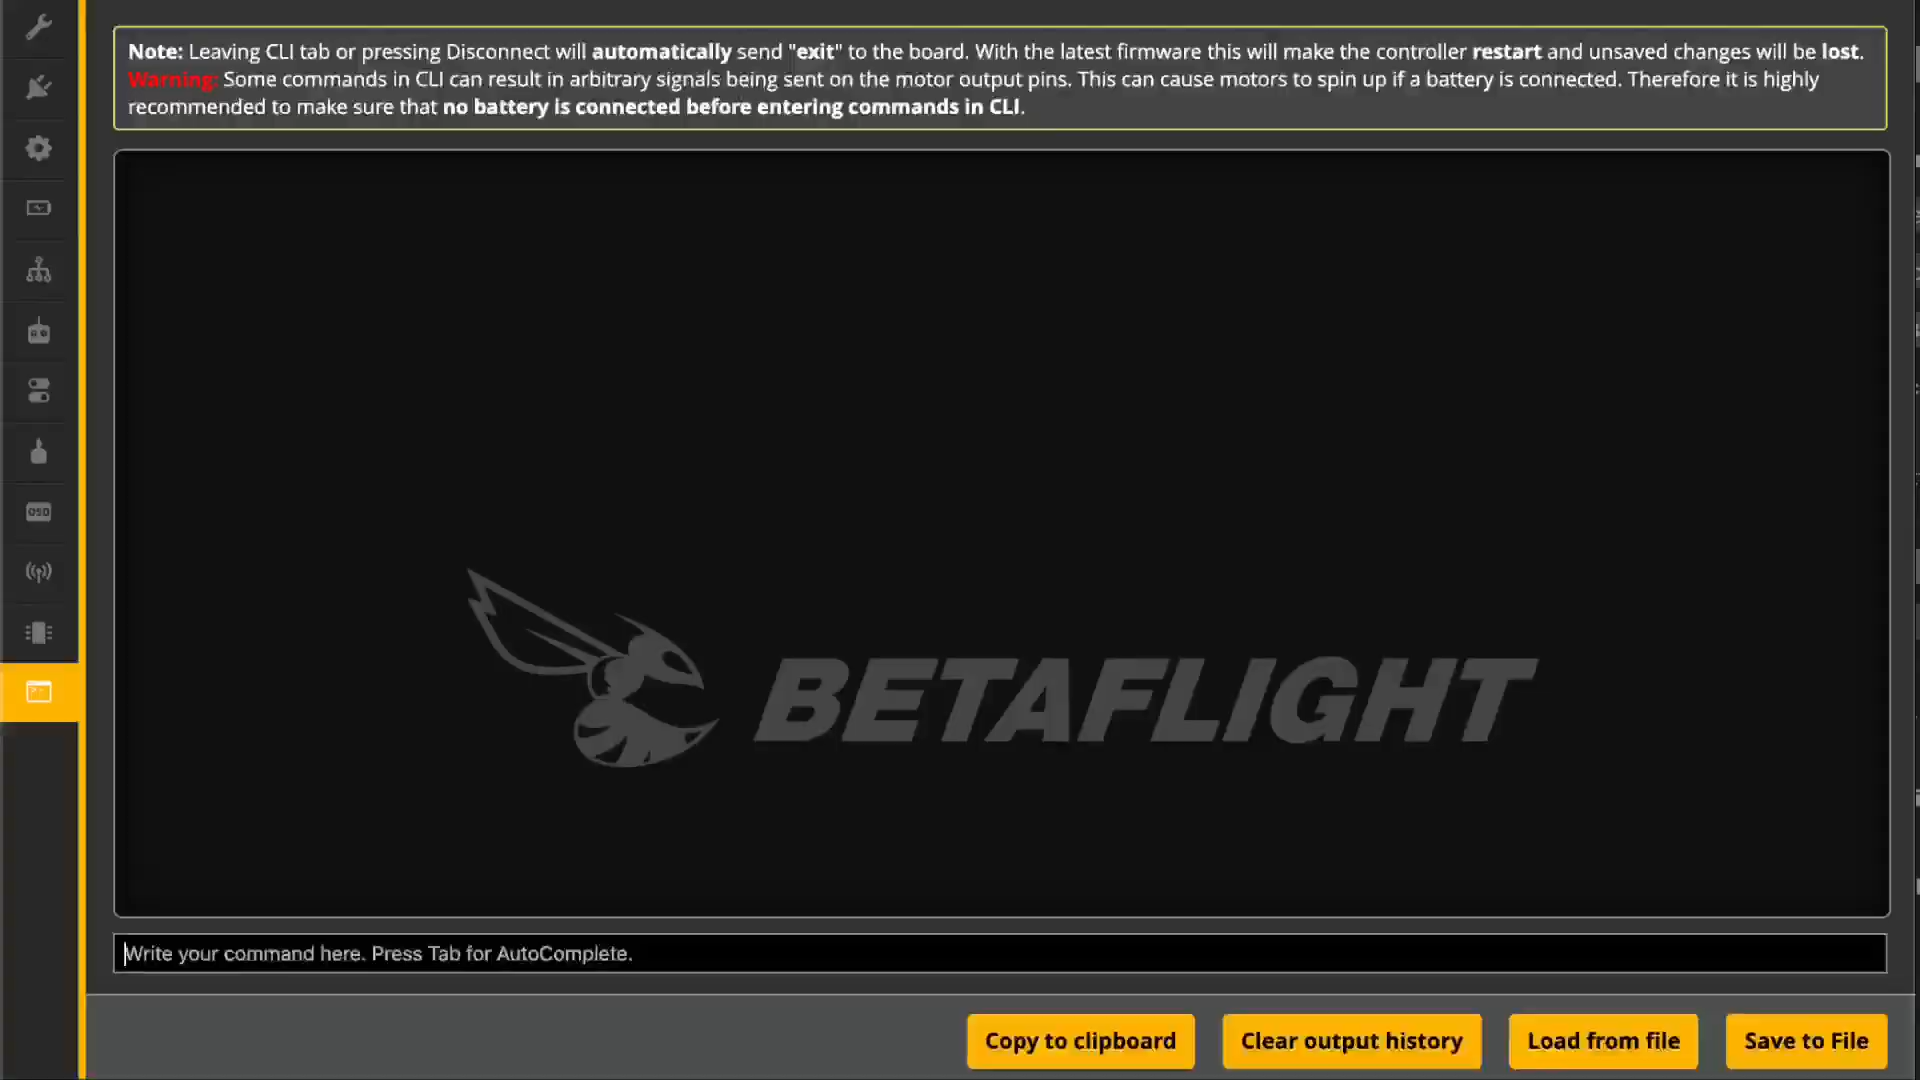 Note: Leaving CLI tab or pressing Disconnect will automatically send "exit" to the board. With the latest firmware this will make the controller restart and unsaved changes will be lost.
Warning: Some commands in CLI can result in arbitrary signals being sent on the motor output pins. This can cause motors to spin up if a battery is connected. Therefore it is highly
recommended to make sure that no battery is connected before entering commands in CLI.
OSD
BETAFLIGHT
Write your command here. Press Tab for AutoComplete.
Copy to clipboard
Clear output history
Load from file
Save to File